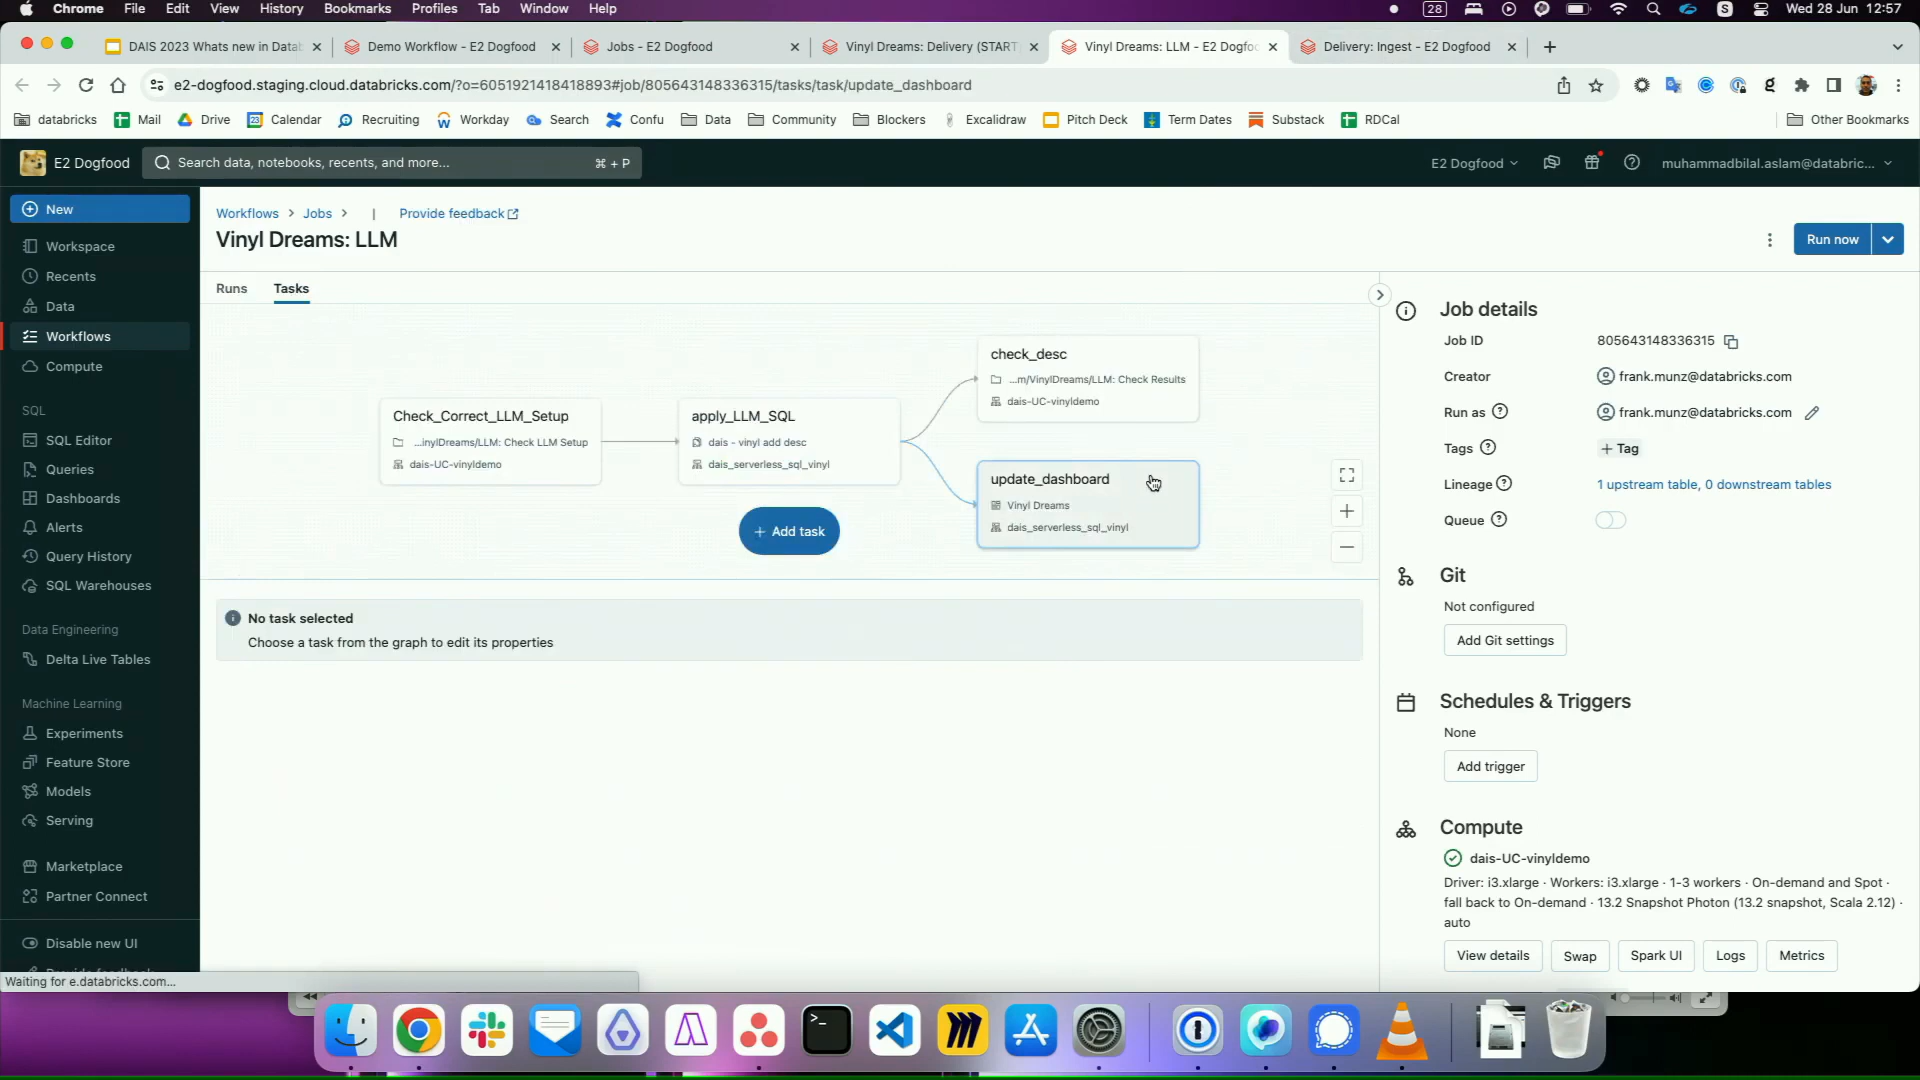 Chrome File Edit View History Bookmarks Profiles Tab Window Help
28 Wed 28 Jun 12:57
DAIS 2023 Whats new in Datab
Demo Workflow - E2 Dogfood
Jobs - E2 Dogfood
Vinyl Dreams: Delivery (START
Vinyl Dreams: LLM - E2 Dogfoo
Delivery: Ingest - E2 Dogfood
e2-dogfood.staging.cloud.databricks.com/?o=6051921418418893#job/805643148336315/tasks/task/update_dashboard
databricks Mail Drive Calendar Recruiting Workday Search Confu Data Community Blockers Excalidraw Pitch Deck Term Dates Substack RDCal Other Bookmarks
E2 Dogfood
Search data, notebooks, recents, and more... ⌘ + P
E2 Dogfood
muhammadbilal.aslam@databric...
New
Workspace
Recents
Data
Workflows
Compute
SQL
SQL Editor
Queries
Dashboards
Alerts
Query History
SQL Warehouses
Data Engineering
Delta Live Tables
Machine Learning
Experiments
Feature Store
Models
Serving
Marketplace
Partner Connect
Disable new UI
Waiting for e.databricks.com...
Workflows > Jobs > | Provide feedback
Vinyl Dreams: LLM
Run now
Runs Tasks
Check_Correct_LLM_Setup
...inylDreams/LLM: Check LLM Setup
dais-UC-vinyldemo
apply_LLM_SQL
dais - vinyl add desc
dais_serverless_sql_vinyl
check_desc
...m/VinylDreams/LLM: Check Results
dais-UC-vinyldemo
update_dashboard
Vinyl Dreams
dais_serverless_sql_vinyl
+ Add task
No task selected
Choose a task from the graph to edit its properties
Job details
Job ID 805643148336315
Creator frank.munz@databricks.com
Run as frank.munz@databricks.com
Tags + Tag
Lineage 1 upstream table, 0 downstream tables
Queue
Git
Not configured
Add Git settings
Schedules & Triggers
None
Add trigger
Compute
dais-UC-vinyldemo
Driver: i3.xlarge · Workers: i3.xlarge · 1-3 workers · On-demand and Spot ·
fall back to On-demand · 13.2 Snapshot Photon (13.2 snapshot, Scala 2.12) ·
auto
View details Swap Spark UI Logs Metrics